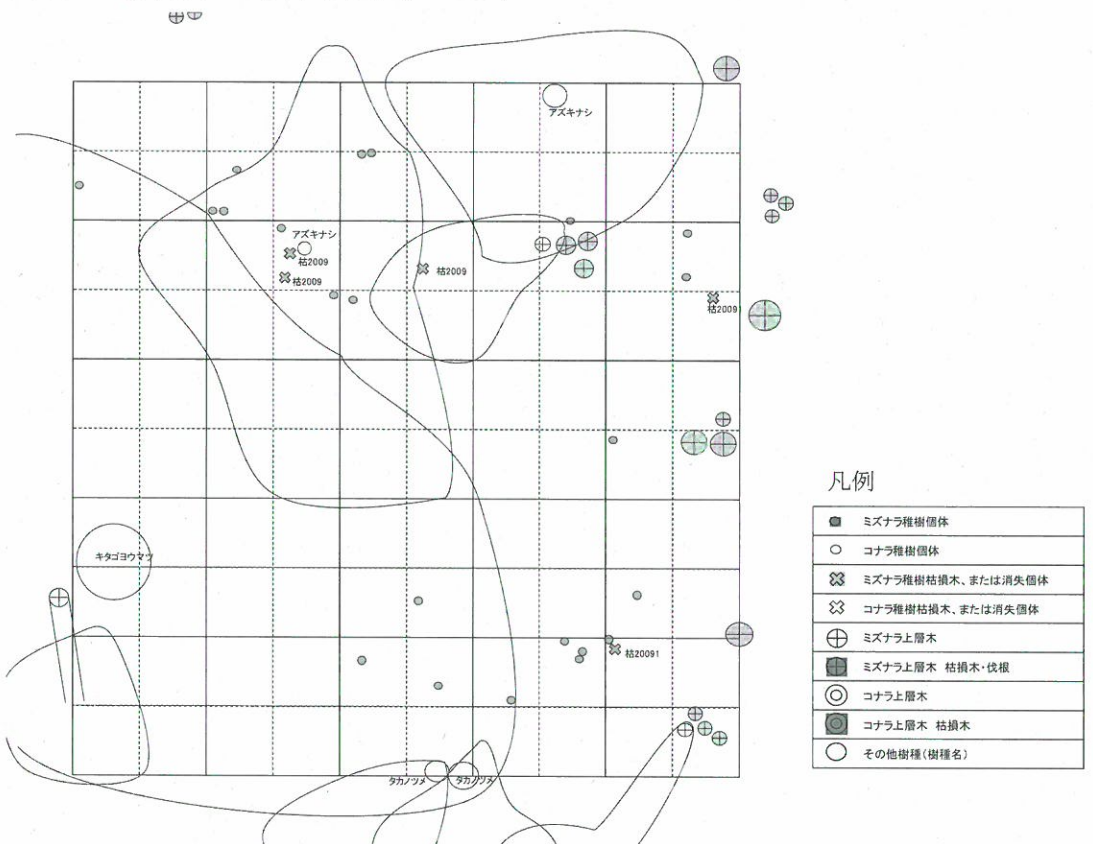 アズキナシ
アズキナシ
枯2009
枯2009
枯2009
枯20091
キタゴヨウマツ
枯20091
タカノツメ
タカノツメ
凡例
ミズナラ稚樹個体
コナラ稚樹個体
ミズナラ稚樹枯損木、または消失個体
コナラ稚樹枯損木、または消失個体
ミズナラ上層木
ミズナラ上層木 枯損木・伐根
コナラ上層木
コナラ上層木 枯損木
その他樹種(樹種名)